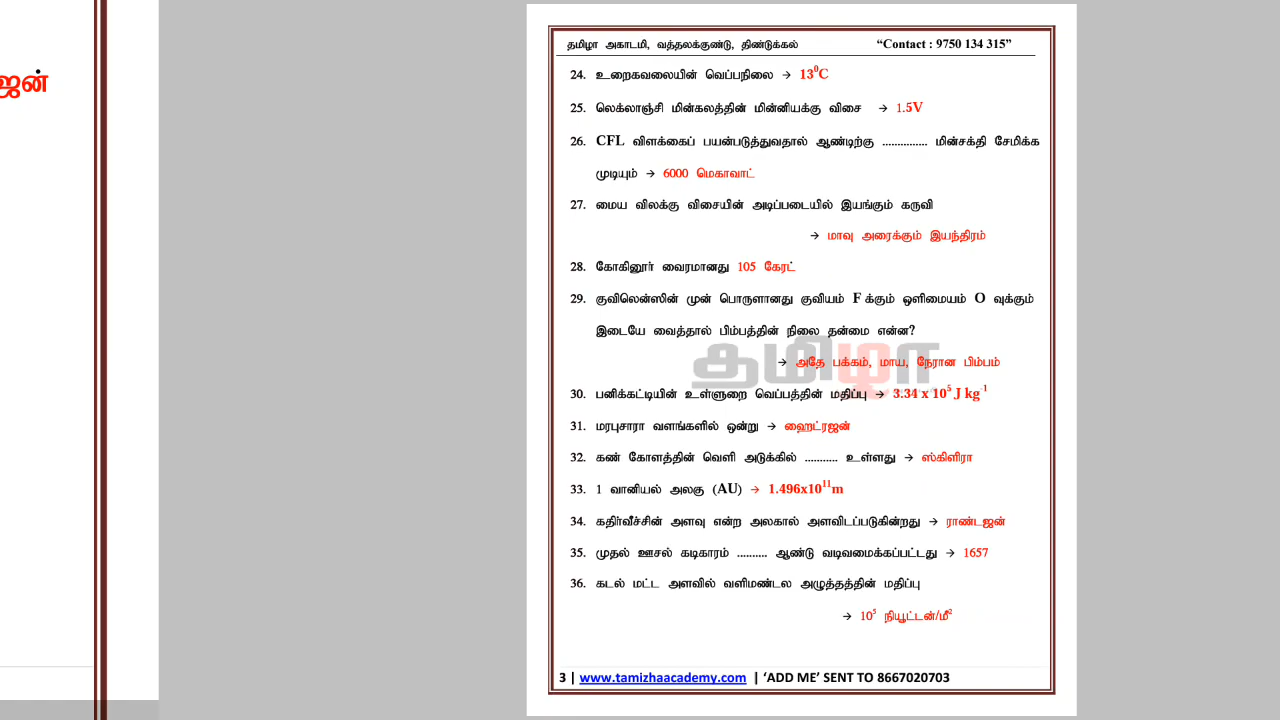 ஜன்
தமிழா அகாடமி, வத்தலக்குண்டு, திண்டுக்கல் “Contact : 9750 134 315”
24. உறைகவலையின் வெப்பநிலை → 13⁰C
25. லெக்லாஞ்சி மின்கலத்தின் மின்னியக்கு விசை → 1.5V
26. CFL விளக்கைப் பயன்படுத்துவதால் ஆண்டிற்கு ............... மின்சக்தி சேமிக்க
முடியும் → 6000 மெகாவாட்
27. மைய விலக்கு விசையின் அடிப்படையில் இயங்கும் கருவி
→ மாவு அரைக்கும் இயந்திரம்
28. கோகினூர் வைரமானது 105 கேரட்
29. குவிலென்ஸின் முன் பொருளானது குவியம் F க்கும் ஒளிமையம் O வுக்கும்
இடையே வைத்தால் பிம்பத்தின் நிலை தன்மை என்ன?
தமிழா
→ அதே பக்கம், மாய, நேரான பிம்பம்
30. பனிக்கட்டியின் உள்ளுறை வெப்பத்தின் மதிப்பு → 3.34 x 10⁵ J kg⁻¹
31. மரபுசாரா வளங்களில் ஒன்று → ஹைட்ரஜன்
32. கண் கோளத்தின் வெளி அடுக்கில் ........... உள்ளது → ஸ்கிளிரா
33. 1 வானியல் அலகு (AU) → 1.496x10¹¹m
34. கதிர்வீச்சின் அளவு என்ற அலகால் அளவிடப்படுகின்றது → ராண்டஜன்
35. முதல் ஊசல் கடிகாரம் .......... ஆண்டு வடிவமைக்கப்பட்டது → 1657
36. கடல் மட்ட அளவில் வளிமண்டல அழுத்தத்தின் மதிப்பு
→ 10⁵ நியூட்டன்/மீ²
3 | www.tamizhaacademy.com | ‘ADD ME’ SENT TO 8667020703